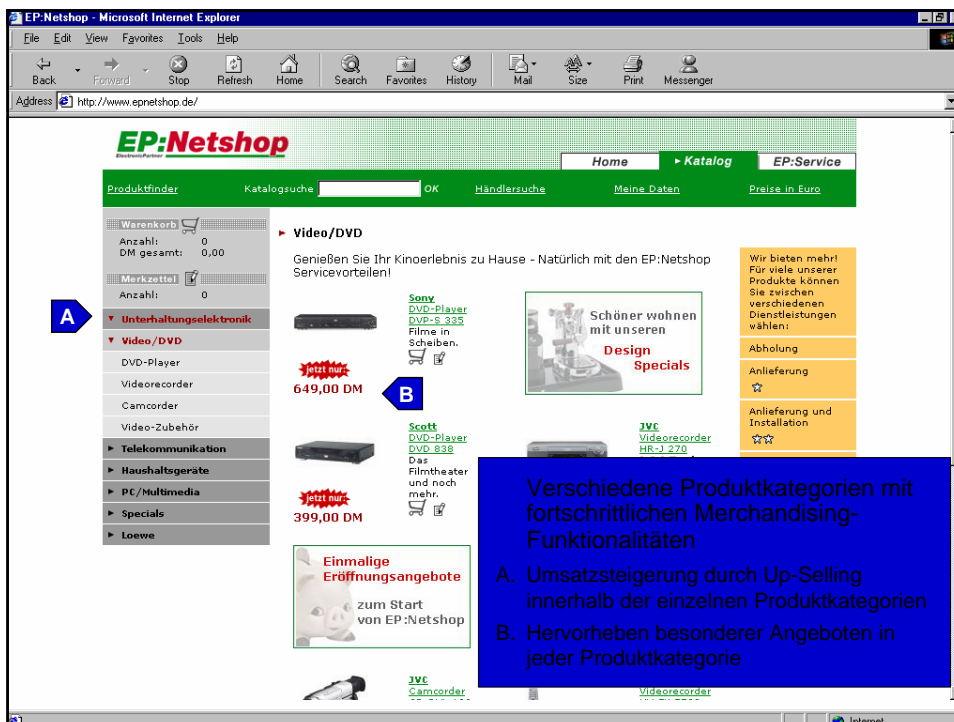 EP:Netshop - Microsoft Internet Explorer
File Edit View Favorites Tools Help
Back Forward Stop Refresh Home Search Favorites History Mail Size Print Messenger
Address http://www.epnetshop.de/
EP:Netshop
ElectronicPartner
Home Katalog EP:Service
Produktfinder Katalogsuche OK Händlersuche Meine Daten Preise in Euro
Warenkorb
Anzahl: 0
DM gesamt: 0,00
Merkzettel
Anzahl: 0
A
Unterhaltungselektronik
Video/DVD
DVD-Player
Videorecorder
Camcorder
Video-Zubehör
Telekommunikation
Haushaltsgeräte
PC/Multimedia
Specials
Loewe
Video/DVD
Genießen Sie Ihr Kinoerlebnis zu Hause - Natürlich mit den EP:Netshop
Servicevorteilen!
Sony
DVD-Player
DVP-S 335
Filme in
Scheiben.
jetzt nur:
649,00 DM
B
Schöner wohnen
mit unseren
Design
Specials
Scott
DVD-Player
DVD 838
Das
Filmtheater
und noch
mehr.
jetzt nur:
399,00 DM
JVC
Videorecorder
HR-J 270
Einmalige
Eröffnungsangebote
zum Start
von EP:Netshop
JVC
Camcorder
Videorecorder
Wir bieten mehr!
Für viele unserer
Produkte können
Sie zwischen
verschiedenen
Dienstleistungen
wählen:
Abholung
Anlieferung
Anlieferung und
Installation
Verschiedene Produktkategorien mit
fortschrittlichen Merchandising-
Funktionalitäten
A. Umsatzsteigerung durch Up-Selling
innerhalb der einzelnen Produktkategorien
B. Hervorheben besonderer Angeboten in
jeder Produktkategorie
Internet